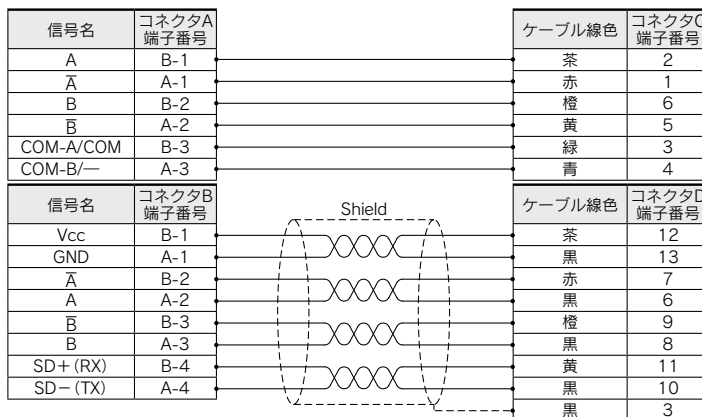 信号名 コネクタA 端子番号 ケーブル線色 コネクタC 端子番号
A B-1 茶 2
A̅ A-1 赤 1
B B-2 橙 6
B̅ A-2 黄 5
COM-A/COM B-3 緑 3
COM-B/― A-3 青 4
信号名 コネクタB 端子番号 Shield ケーブル線色 コネクタD 端子番号
Vcc B-1 茶 12
GND A-1 黒 13
A̅ B-2 赤 7
A A-2 黒 6
B̅ B-3 橙 9
B A-3 黒 8
SD+(RX) B-4 黄 11
SD−(TX) A-4 黒 10
黒 3